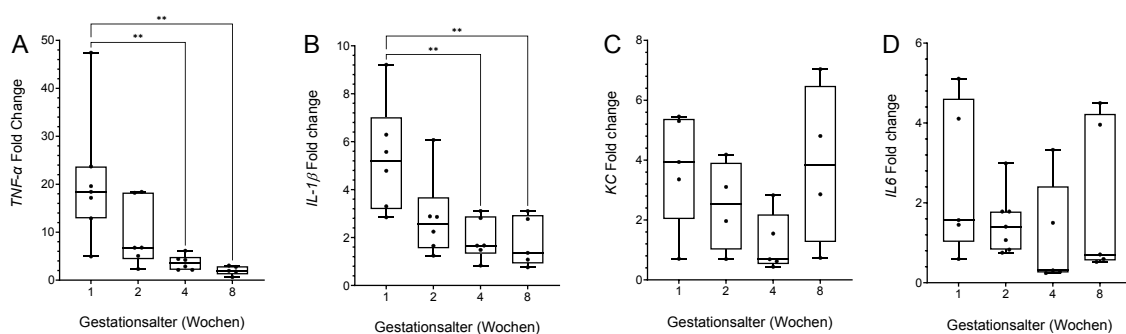 A
TNF-α Fold Change
50
40
30
20
10
0
**
**
1 2 4 8
Gestationsalter (Wochen)
B
IL-1β Fold change
10
8
6
4
2
0
**
**
1 2 4 8
Gestationsalter (Wochen)
C
KC Fold change
8
6
4
2
0
1 2 4 8
Gestationsalter (Wochen)
D
IL6 Fold change
6
4
2
0
1 2 4 8
Gestationsalter (Wochen)